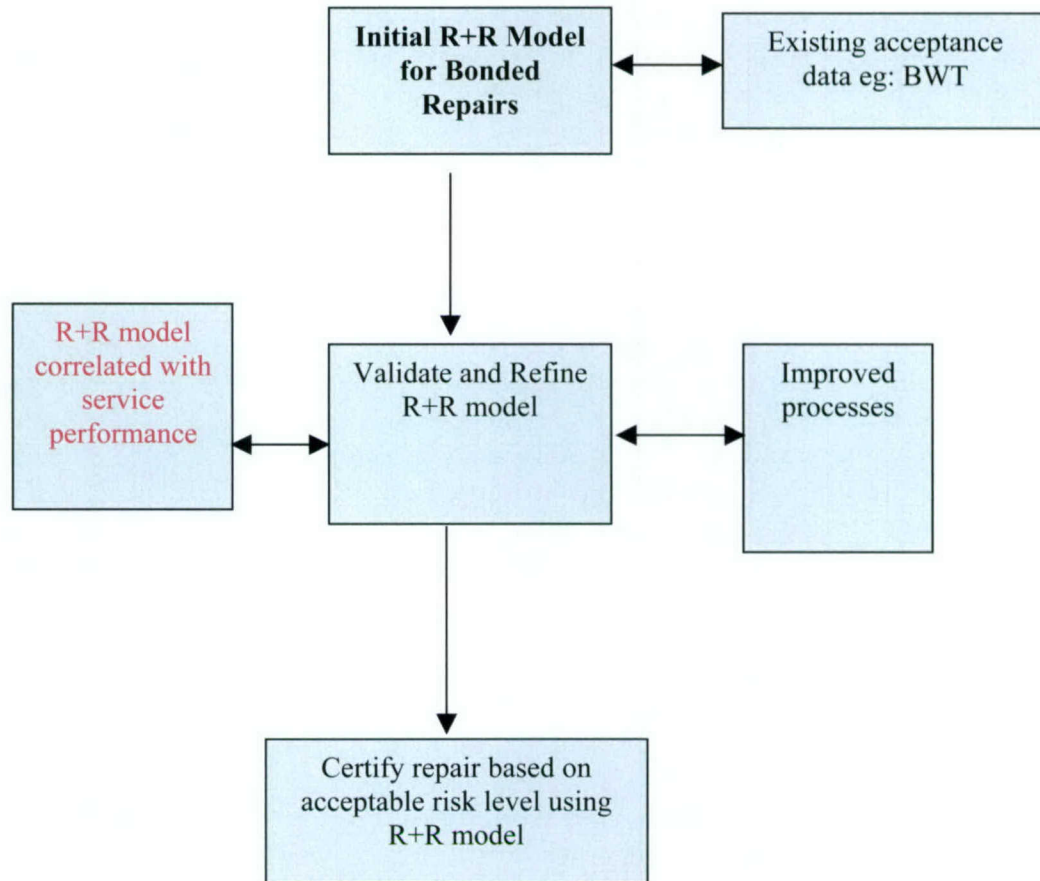 Initial R+R Model
for Bonded
Repairs
Existing acceptance
data eg: BWT
R+R model
correlated with
service
performance
Validate and Refine
R+R model
Improved
processes
Certify repair based on
acceptable risk level using
R+R model